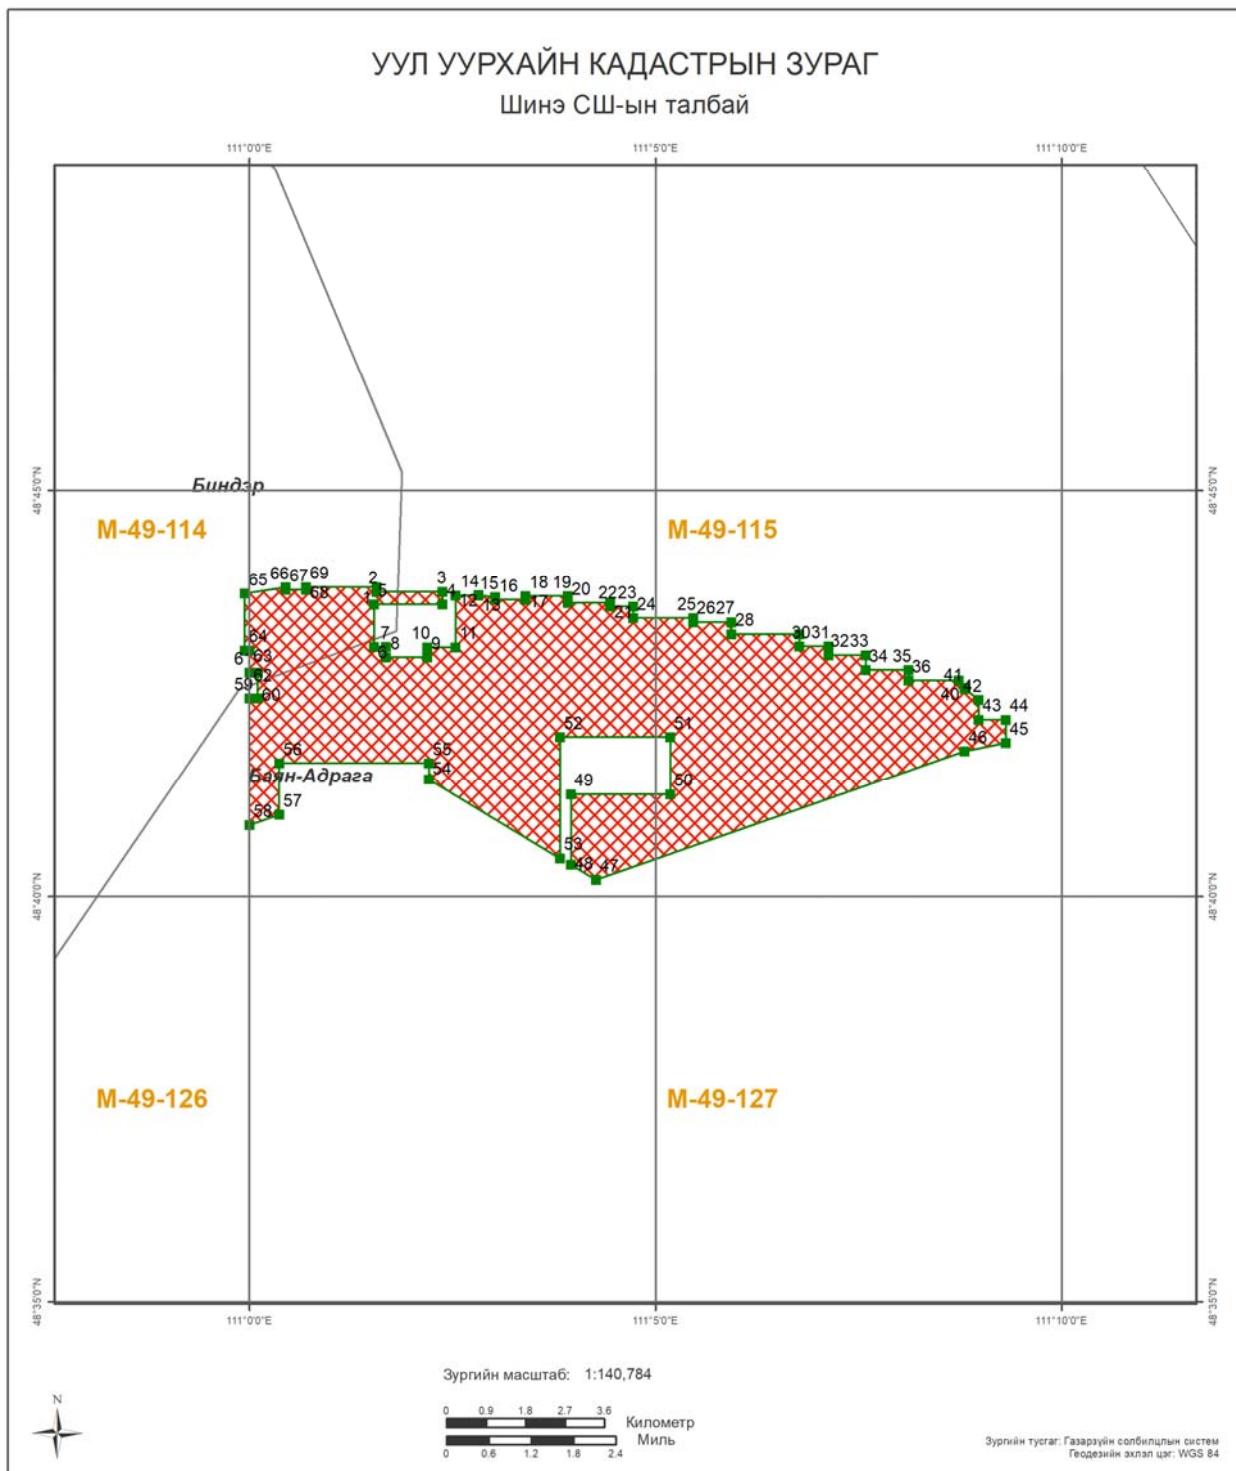 УУЛ УУРХАЙН КАДАСТРЫН ЗУРАГ
Шинэ СШ-ын талбай
111°0'0"E 111°5'0"E 111°10'0"E
48°45'0"N 48°45'0"N
Биндэр
M-49-114 M-49-115
65 66 67 69 2 3 14 15 16 18 19 20 22 23 24 25 26 27 28
68 5 1 4 12 13 17 21
64 7 8 10 9 11 30 31 32 33 34 35 36 41 40 42
6 63 62 6
59 60 43 44
52 51 46 45
56 55
Баян-Адрага 54
49 50
57
58
53 48 47
48°40'0"N 48°40'0"N
M-49-126 M-49-127
48°35'0"N 48°35'0"N
111°0'0"E 111°5'0"E 111°10'0"E
Зургийн масштаб: 1:140,784
N
0 0.9 1.8 2.7 3.6
Километр
Миль
0 0.6 1.2 1.8 2.4
Зургийн тусгаг: Газарзүйн солбилцлын систем
Геодезийн эхлэл цэг: WGS 84